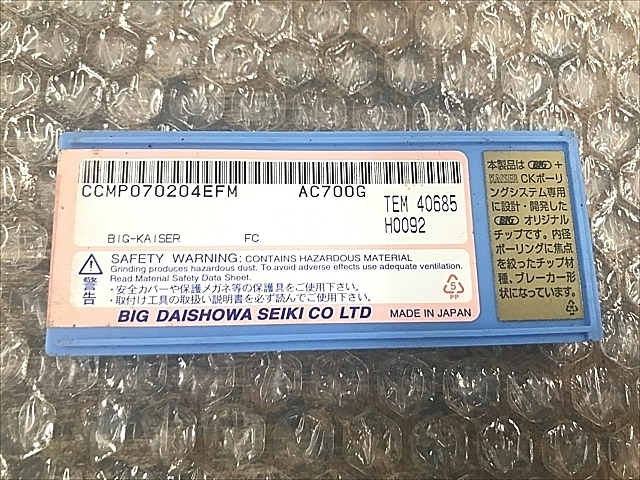 CCMP070204EFM AC700G
TEM 40685
H0092
BIG-KAISER FC
SAFETY WARNING: CONTAINS HAZARDOUS MATERIAL
Grinding produces hazardous dust. To avoid adverse effects use adequate ventilation.
Read Material Safety Data Sheet.
警告
・安全カバーや保護メガネ等の保護具をご使用下さい。
・取付け工具の取扱い説明書を必ず読んでご使用下さい。
5
PP
BIG DAISHOWA SEIKI CO LTD MADE IN JAPAN
本製品は BIG +
KAISER CKボーリ
ングシステム専用
に設計・開発した
BIG オリジナル
チップです。内径
ボーリングに焦点
を絞ったチップ材
種、ブレーカー形
状になっています。